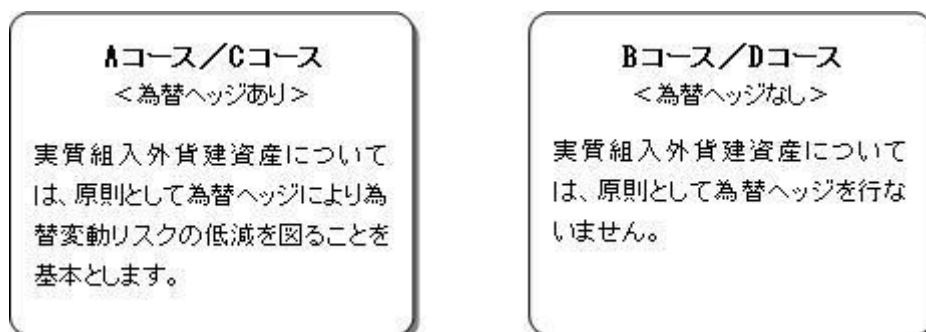 Aコース／Cコース
＜為替ヘッジあり＞
実質組入外貨建資産について
は、原則として為替ヘッジにより為
替変動リスクの低減を図ることを
基本とします。
Bコース／Dコース
＜為替ヘッジなし＞
実質組入外貨建資産について
は、原則として為替ヘッジを行な
いません。